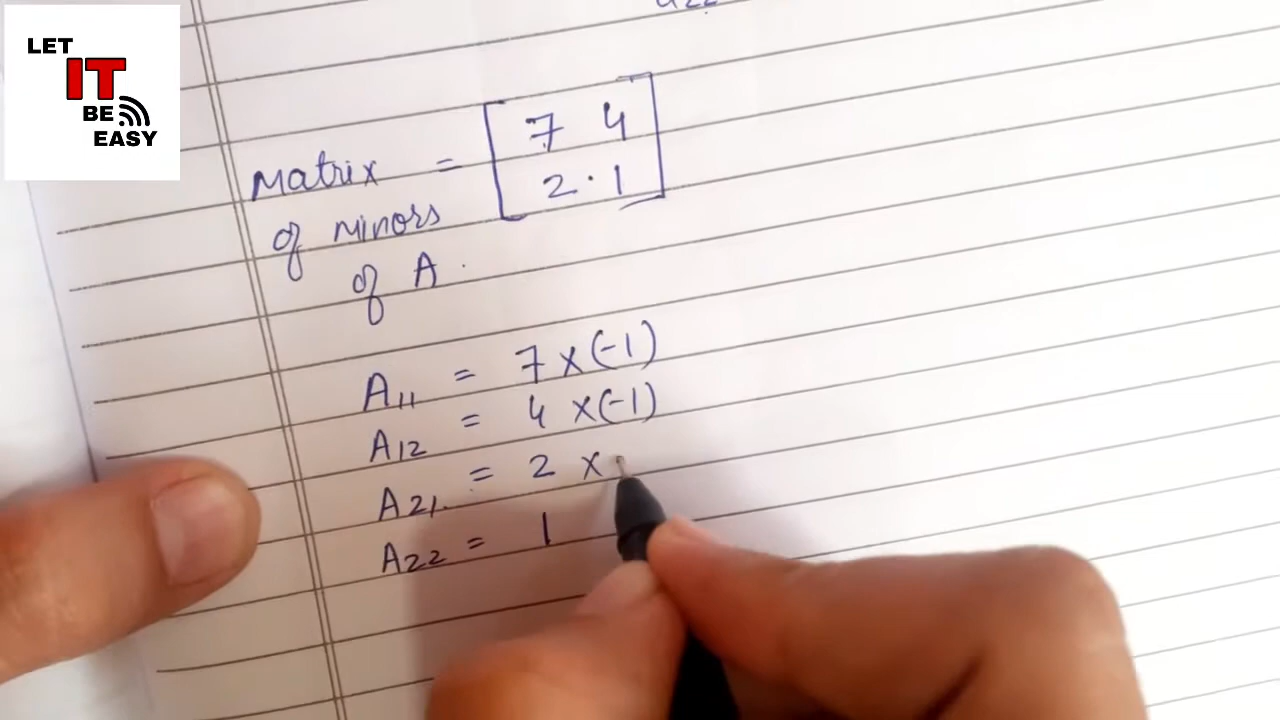 LET
IT
BE
EASY
Matrix = [ 7 4
2 . 1 ]
of minors
of A .
A11 = 7 x (-1)
A12 = 4 x (-1)
A21 = 2 x
A22 = 1